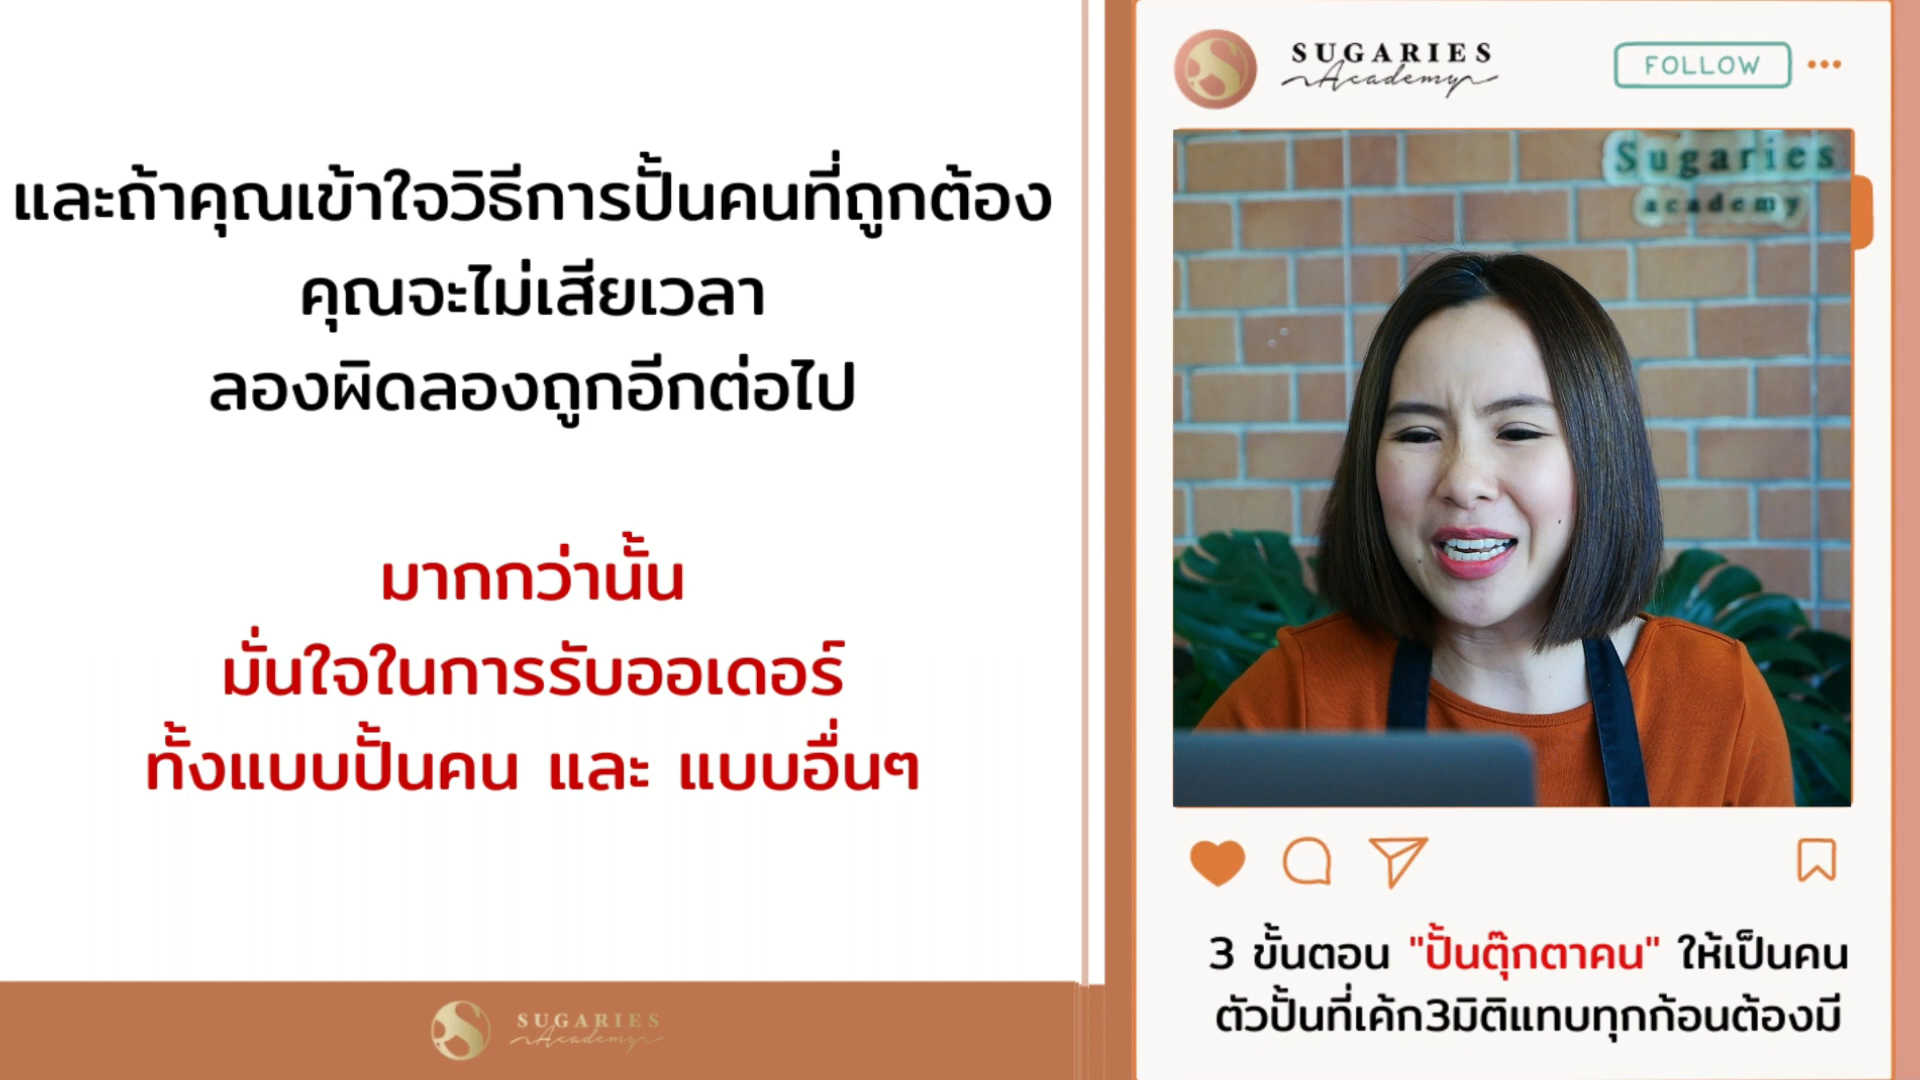 และถ้าคุณเข้าใจวิธีการปั้นคนที่ถูกต้อง
คุณจะไม่เสียเวลา
ลองผิดลองถูกอีกต่อไป
มากกว่านั้น
มั่นใจในการรับออเดอร์
ทั้งแบบปั้นคน และ แบบอื่นๆ
SUGARIES
Academy
SUGARIES
Academy
FOLLOW
Sugaries
academy
3 ขั้นตอน "ปั้นตุ๊กตาคน" ให้เป็นคน
ตัวปั้นที่เค้ก3มิติแทบทุกก้อนต้องมี